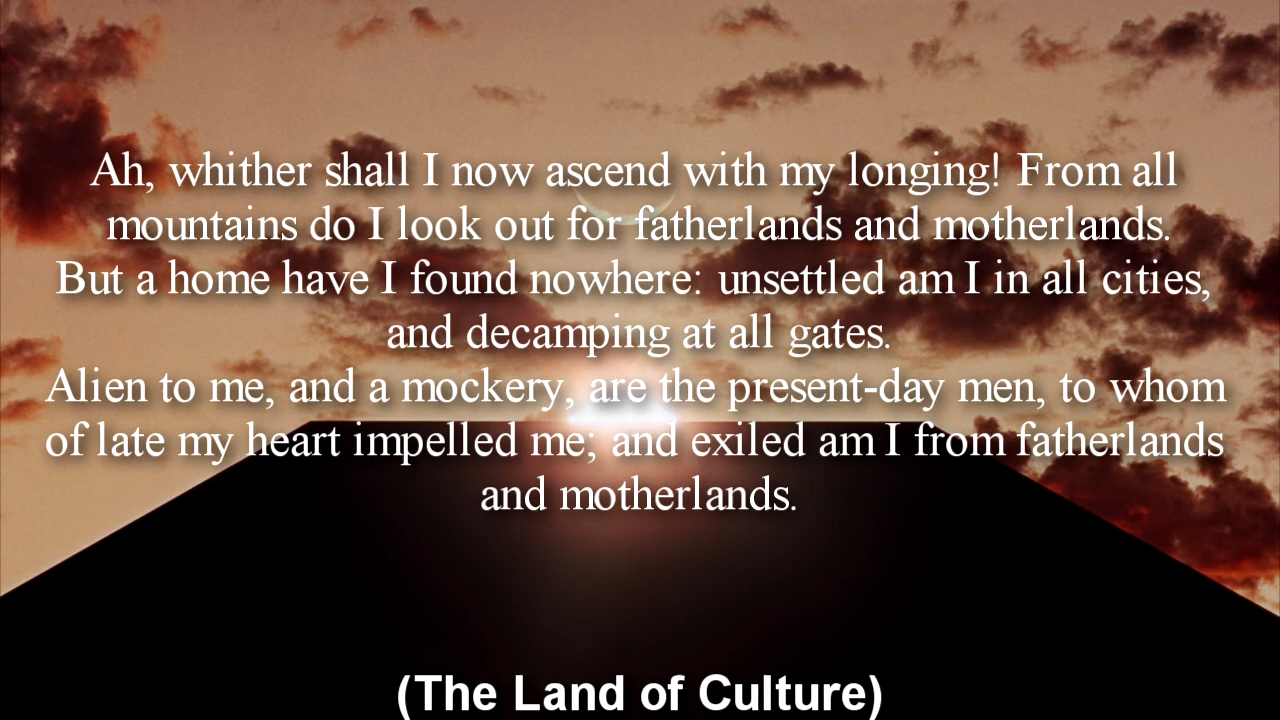 Ah, whither shall I now ascend with my longing! From all
mountains do I look out for fatherlands and motherlands.
But a home have I found nowhere: unsettled am I in all cities,
and decamping at all gates.
Alien to me, and a mockery, are the present-day men, to whom
of late my heart impelled me; and exiled am I from fatherlands
and motherlands.
(The Land of Culture)